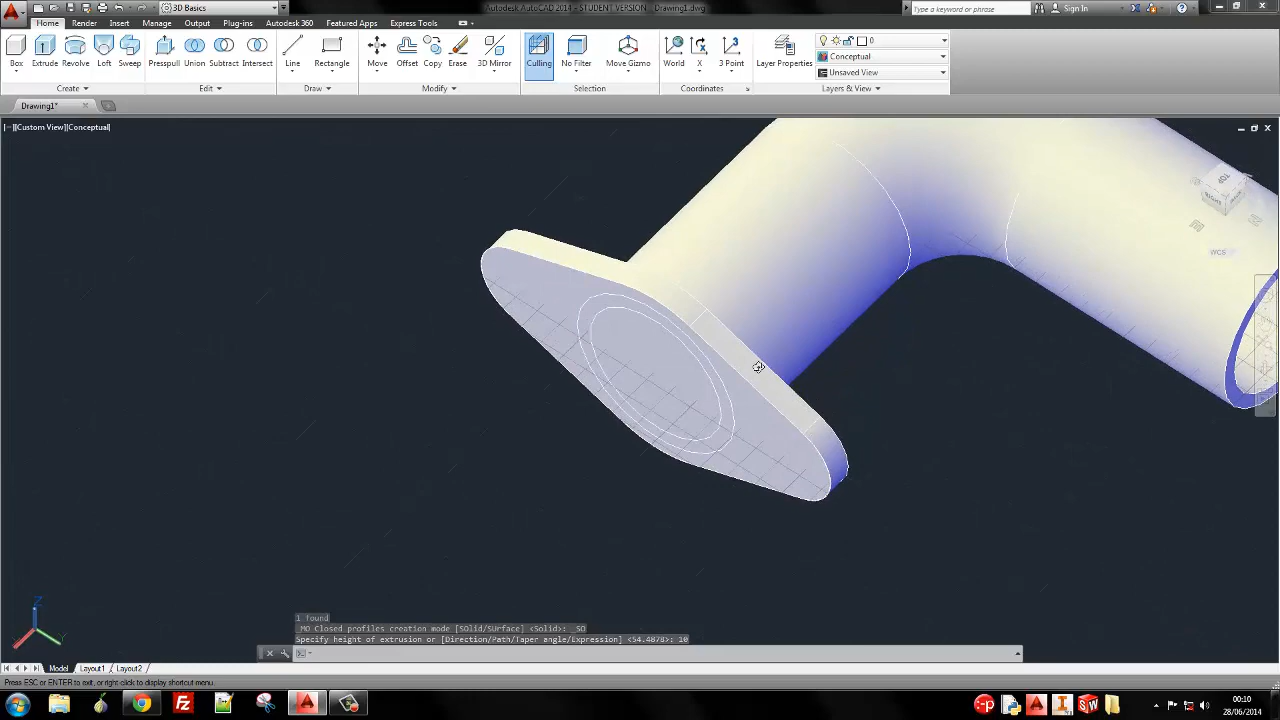 3D Basics
Autodesk AutoCAD 2014 - STUDENT VERSION Drawing1.dwg
Type a keyword or phrase
Sign In
Home Render Insert Manage Output Plug-ins Autodesk 360 Featured Apps Express Tools
Box Extrude Revolve Loft Sweep
Presspull Union Subtract Intersect
Line Rectangle
Move Offset Copy Erase 3D Mirror
Culling No Filter Move Gizmo
World X 3 Point
Layer Properties
0
Conceptual
Unsaved View
Create Edit Draw Modify Selection Coordinates Layers & View
Drawing1*
[–][Custom View][Conceptual]
TOP
WCS
Z
1 found
_MO Closed profiles creation mode [SOlid/SUrface] <Solid>: _SO
Specify height of extrusion or [Direction/Path/Taper angle/Expression] <54.4878>: 10
Model Layout1 Layout2
Press ESC or ENTER to exit, or right-click to display shortcut menu.
00:10
28/06/2014